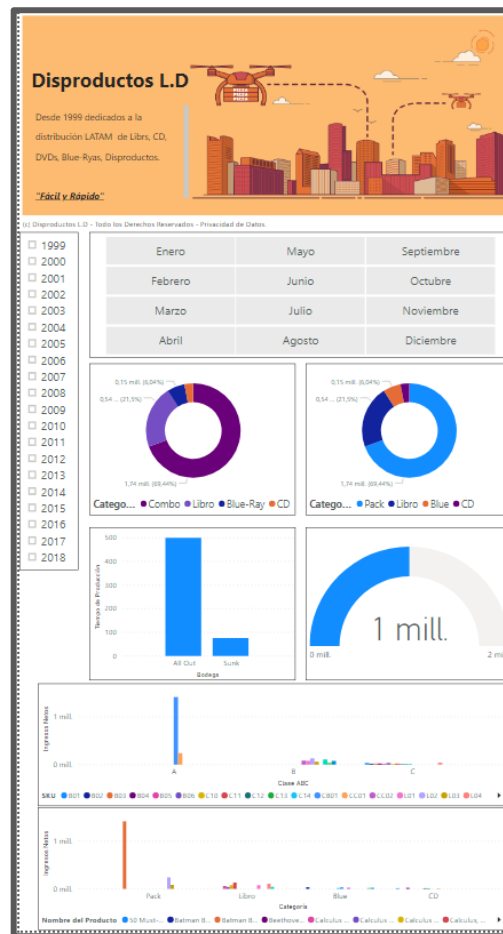 Disproductos L.D
PIZZA
PIZZA
PIZZA
Desde 1999 dedicados a la
distribución LATAM de Librs, CD,
DVDs, Blue-Ryas, Disproductos.
"Fácil y Rápido"
(c) Disproductos L.D - Todo los Derechos Reservados - Privacidad de Datos.
1999
2000
2001
2002
2003
2004
2005
2006
2007
2008
2009
2010
2011
2012
2013
2014
2015
2016
2017
2018
Enero Mayo Septiembre
Febrero Junio Octubre
Marzo Julio Noviembre
Abril Agosto Diciembre
0,15 mill. (6,04%)
0,54 ... (21,5%)
1,74 mill. (69,44%)
Catego... Combo Libro Blue-Ray CD
0,15 mill. (6,04%)
0,54 ... (21,5%)
1,74 mill. (69,44%)
Catego... Pack Libro Blue CD
Tiempo de Producción
500
400
300
200
100
0
All Out Sunk
Bodega
1 mill.
0 mill. 2 mi
Ingresos Netos
1 mill.
0 mill.
A B C
Clase ABC
SKU B01 B02 B03 B04 B05 B06 C10 C11 C12 C13 C14 CB01 CC01 CC02 L01 L02 L03 L04
Ingresos Netos
1 mill.
0 mill.
Pack Libro Blue CD
Categoría
Nombre del Producto 50 Must-... Batman B... Batman B... Beethove... Calculus ... Calculus ... Calculus ... Calculus, ...